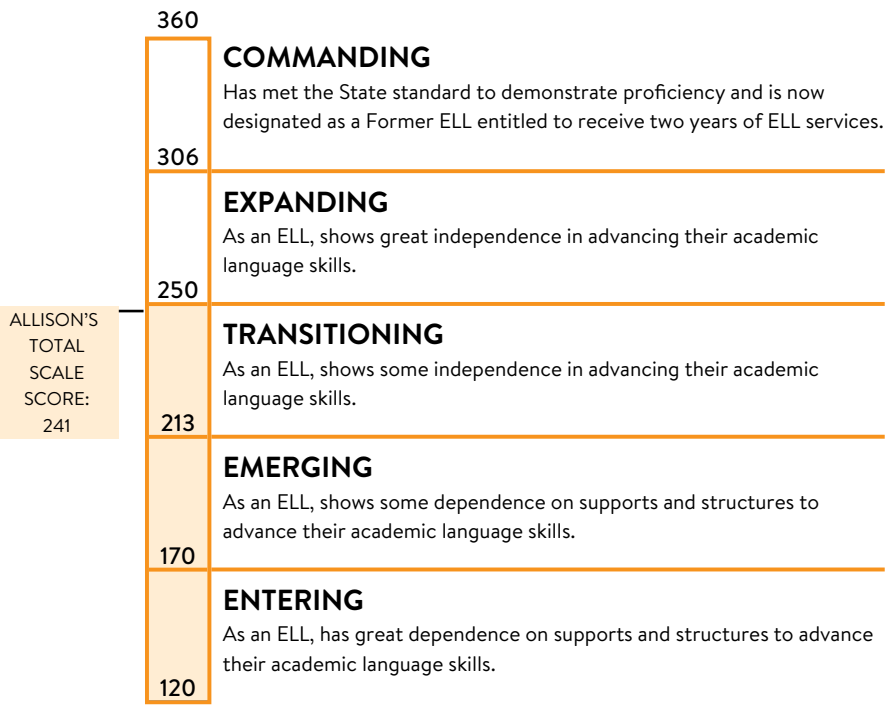 360
COMMANDING
Has met the State standard to demonstrate proficiency and is now
designated as a Former ELL entitled to receive two years of ELL services.
306
EXPANDING
As an ELL, shows great independence in advancing their academic
language skills.
250
ALLISON'S
TOTAL
SCALE
SCORE:
241
TRANSITIONING
As an ELL, shows some independence in advancing their academic
language skills.
213
EMERGING
As an ELL, shows some dependence on supports and structures to
advance their academic language skills.
170
ENTERING
As an ELL, has great dependence on supports and structures to advance
their academic language skills.
120